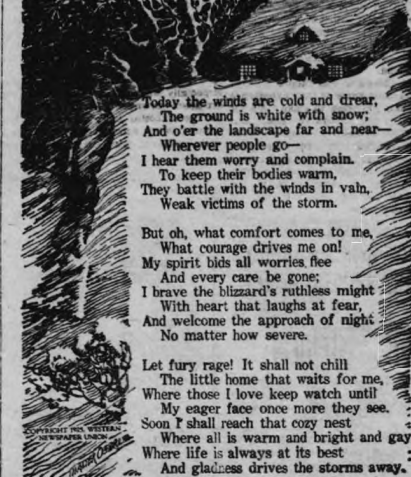 Today the winds are cold and drear,
The ground is white with snow;
And o'er the landscape far and near—
Wherever people go—
I hear them worry and complain.
To keep their bodies warm,
They battle with the winds in vain,
Weak victims of the storm.
But oh, what comfort comes to me,
What courage drives me on!
My spirit bids all worries flee
And every care be gone;
I brave the blizzard's ruthless might
With heart that laughs at fear,
And welcome the approach of night
No matter how severe.
Let fury rage! It shall not chill
The little home that waits for me,
Where those I love keep watch until
My eager face once more they see.
Soon I shall reach that cozy nest
Where all is warm and bright and gay
Where life is always at its best
And gladness drives the storms away.
COPYRIGHT 1925, WESTERN
NEWSPAPER UNION